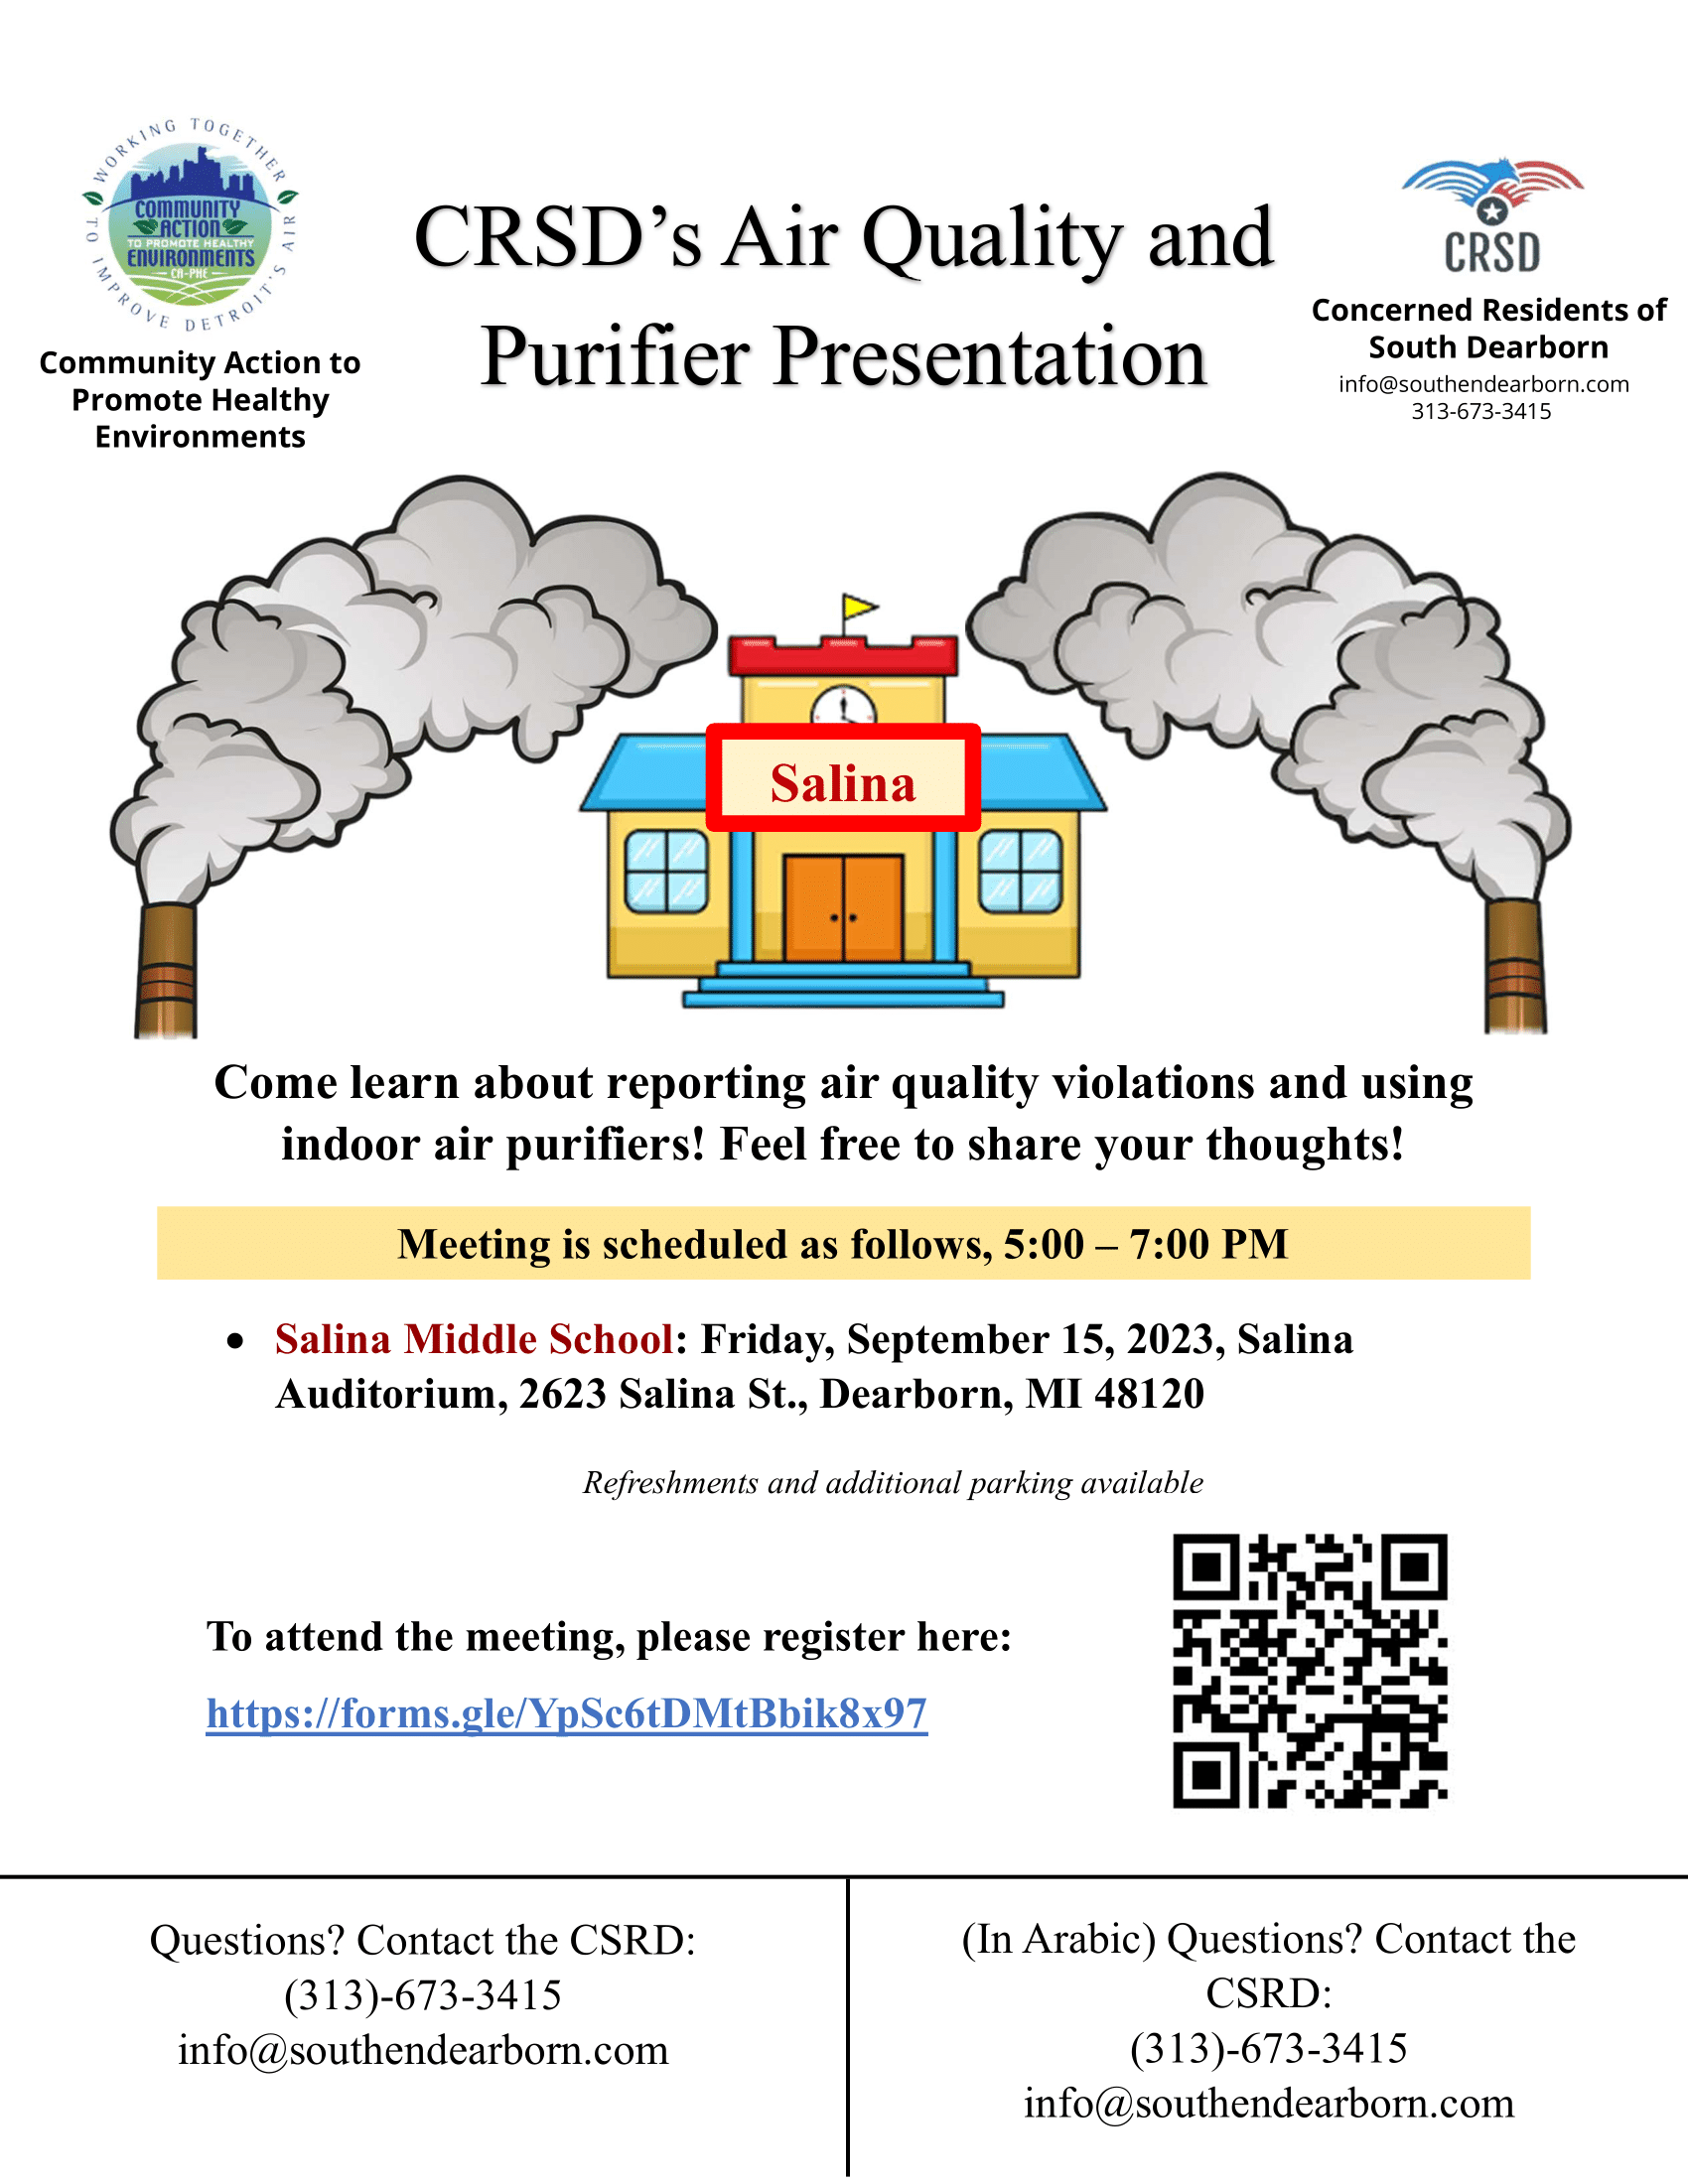 WORKING TOGETHER
TO IMPROVE DETROIT'S AIR
COMMUNITY
ACTION
TO PROMOTE HEALTHY
ENVIRONMENTS
CA-PHE
Community Action to
Promote Healthy
Environments
CRSD’s Air Quality and
Purifier Presentation
CRSD
Concerned Residents of
South Dearborn
info@southendearborn.com
313-673-3415
Salina
Come learn about reporting air quality violations and using
indoor air purifiers! Feel free to share your thoughts!
Meeting is scheduled as follows, 5:00 – 7:00 PM
• Salina Middle School: Friday, September 15, 2023, Salina
Auditorium, 2623 Salina St., Dearborn, MI 48120
Refreshments and additional parking available
To attend the meeting, please register here:
https://forms.gle/YpSc6tDMtBbik8x97
Questions? Contact the CSRD:
(313)-673-3415
info@southendearborn.com
(In Arabic) Questions? Contact the
CSRD:
(313)-673-3415
info@southendearborn.com